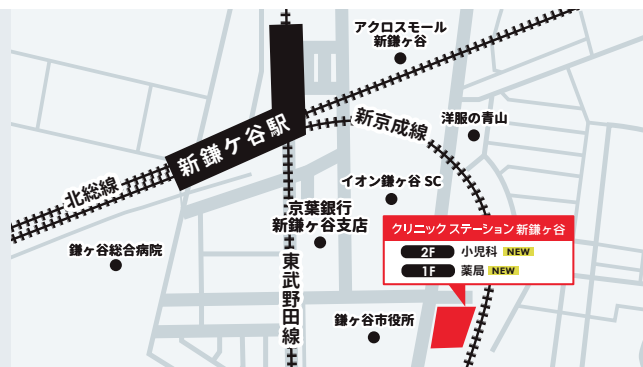 アクロスモール
新鎌ヶ谷
新鎌ケ谷駅
新京成線
洋服の青山
北総線
イオン鎌ヶ谷 SC
京葉銀行
新鎌ヶ谷支店
クリニックステーション新鎌ヶ谷
2F 小児科 NEW
1F 薬局 NEW
鎌ヶ谷総合病院
東武野田線
鎌ヶ谷市役所